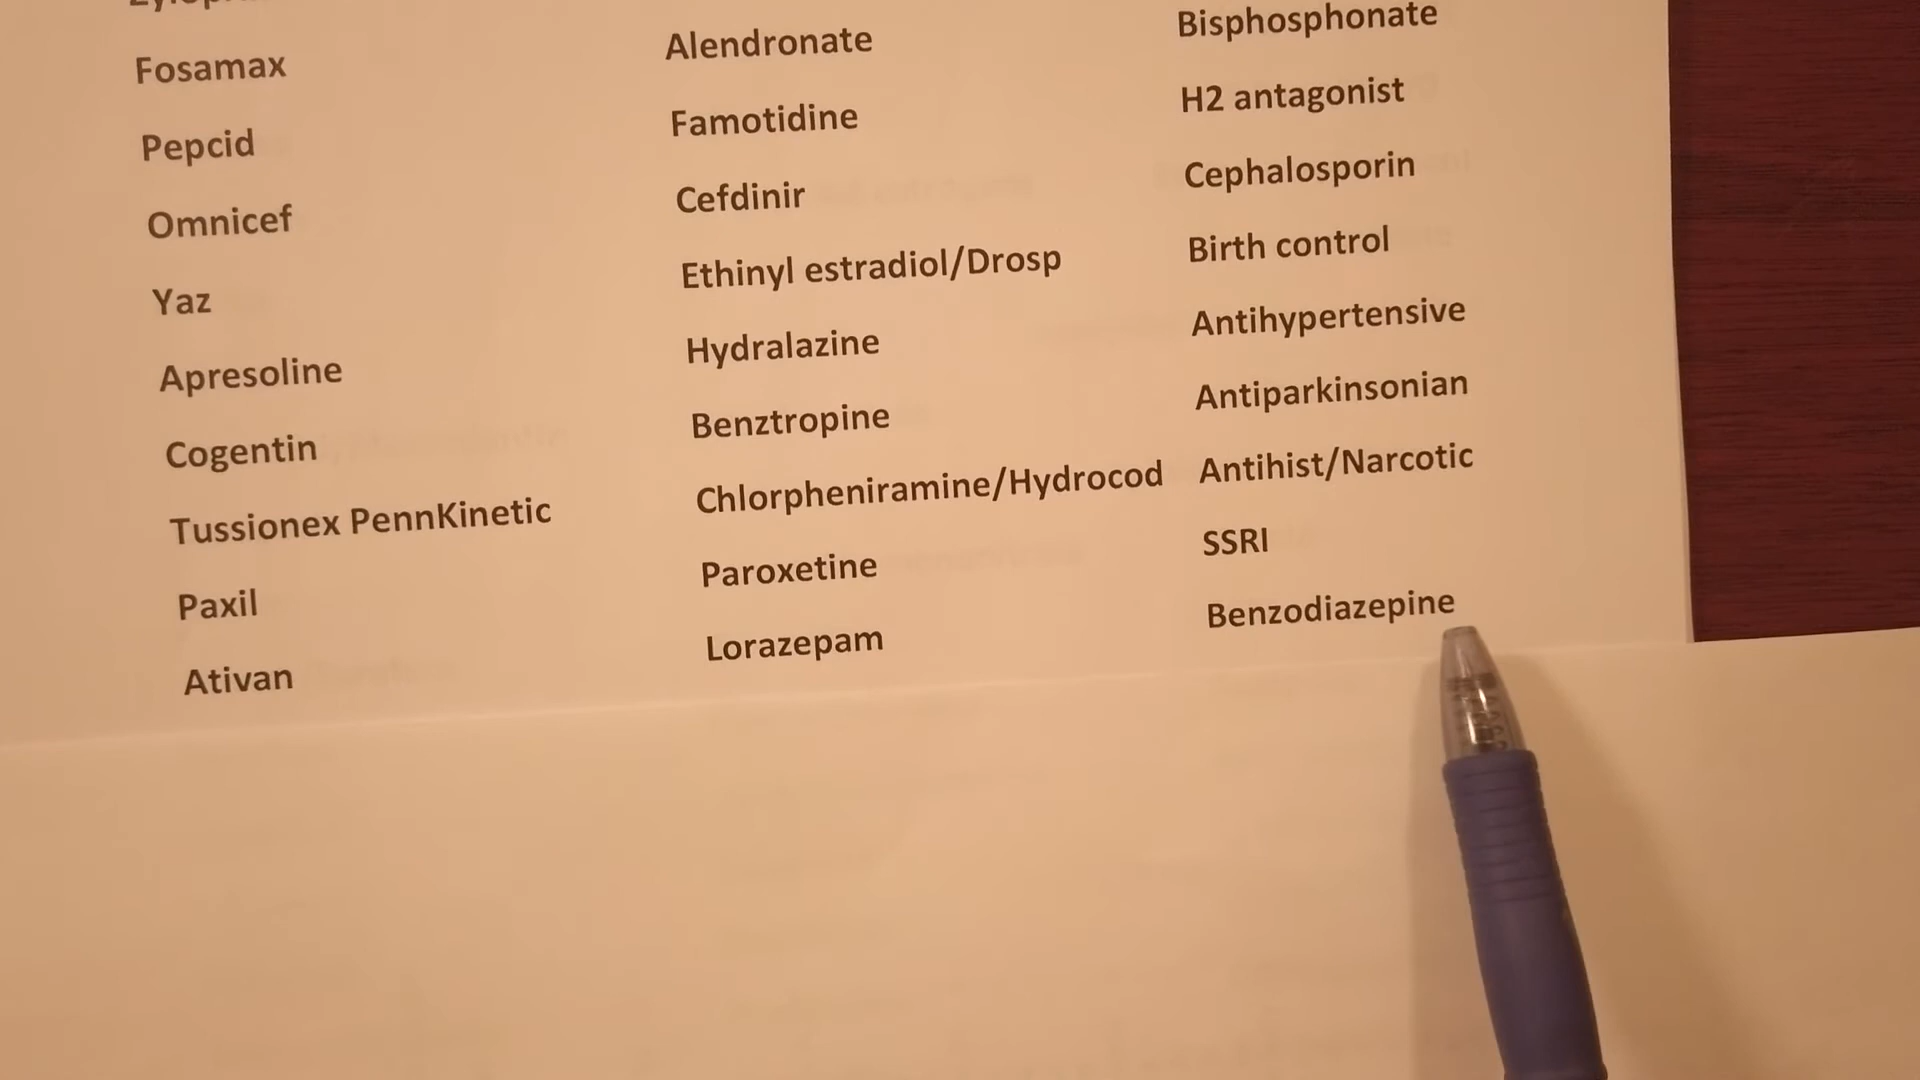 Fosamax Alendronate Bisphosphonate
Pepcid Famotidine H2 antagonist
Omnicef Cefdinir Cephalosporin
Yaz Ethinyl estradiol/Drosp Birth control
Apresoline Hydralazine Antihypertensive
Cogentin Benztropine Antiparkinsonian
Tussionex PennKinetic Chlorpheniramine/Hydrocod Antihist/Narcotic
Paxil Paroxetine SSRI
Ativan Lorazepam Benzodiazepine